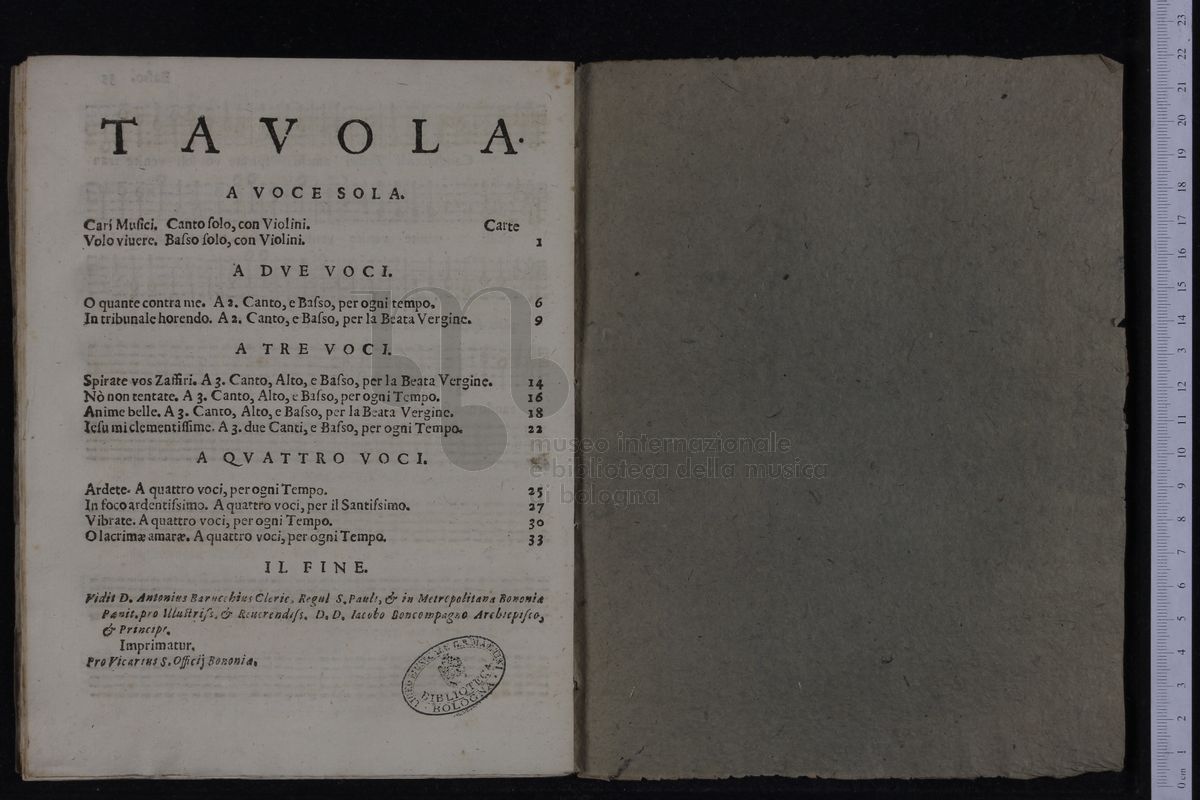 TAVOLA.
A VOCE SOLA.
Cari Muſici. Canto ſolo, con Violini. Carte
Volo viuere. Baſso ſolo, con Violini. 1
A DVE VOCI.
O quante contra me. A 2. Canto, e Baſso, per ogni tempo. 6
In tribunale horendo. A 2. Canto, e Baſso, per la Beata Vergine. 9
A TRE VOCI.
Spirate vos Zaffiri. A 3. Canto, Alto, e Baſso, per la Beata Vergine. 14
Nò non tentate. A 3. Canto, Alto, e Baſso, per ogni Tempo. 16
Anime belle. A 3. Canto, Alto, e Baſso, per la Beata Vergine. 18
Ieſu mi clementiſſime. A 3. due Canti, e Baſso, per ogni Tempo. 22
A QVATTRO VOCI.
Ardete. A quattro voci, per ogni Tempo. 25
In foco ardentiſsimo. A quattro voci, per il Santiſsimo. 27
Vibrate. A quattro voci, per ogni Tempo. 30
O lacrimæ amaræ. A quattro voci, per ogni Tempo. 33
IL FINE.
Vidit D. Antonius Barucchius Cleric. Regul S. Pauli, & in Metropolitana Bononiæ
Pœnit. pro Illuſtriſs. & Reuerendiſs. D. D. Iacobo Boncompagno Archiepiſco,
& Princip.
Imprimatur.
Pro Vicarius S. Officij Bononiæ.
BIBLIOTECA
BOLOGNA
museo internazionale
e biblioteca della musica
di bologna